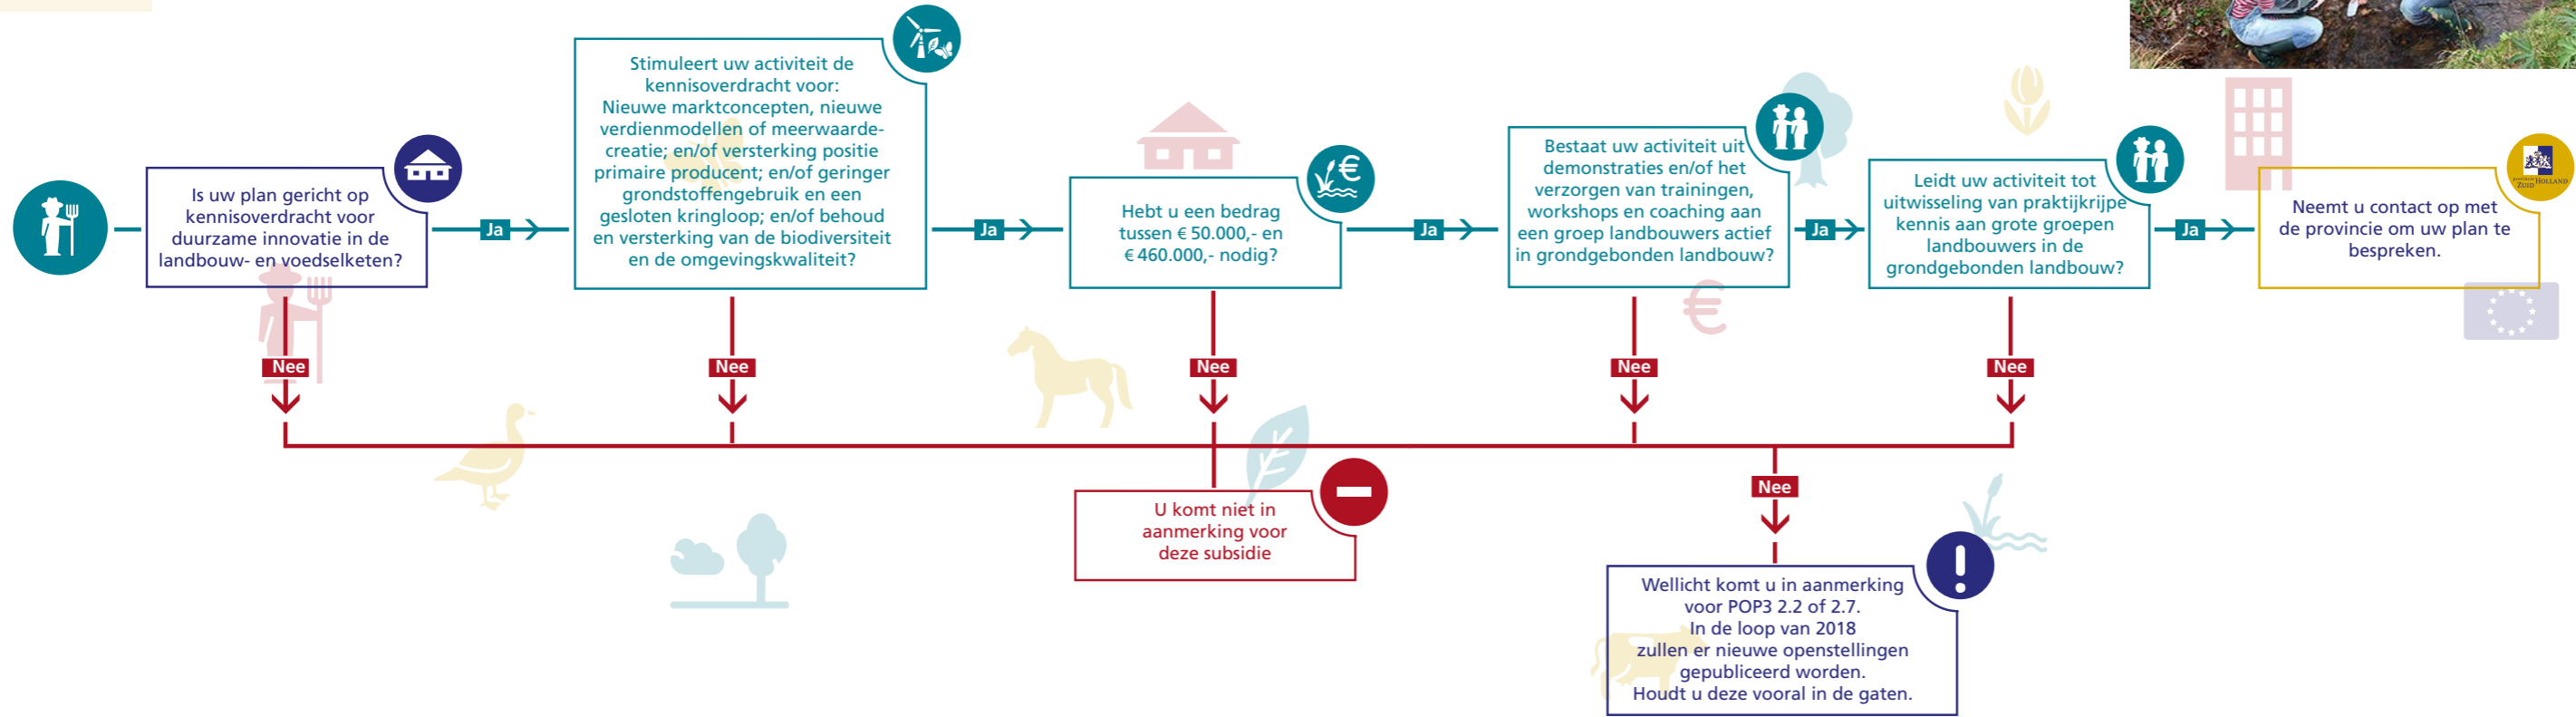 Is uw plan gericht op
kennisoverdracht voor
duurzame innovatie in de
landbouw- en voedselketen?
Ja
Nee
Stimuleert uw activiteit de
kennisoverdracht voor:
Nieuwe marktconcepten, nieuwe
verdienmodellen of meerwaarde-
creatie; en/of versterking positie
primaire producent; en/of geringer
grondstoffengebruik en een
gesloten kringloop; en/of behoud
en versterking van de biodiversiteit
en de omgevingskwaliteit?
Ja
Nee
€
Hebt u een bedrag
tussen € 50.000,- en
€ 460.000,- nodig?
Ja
Nee
Bestaat uw activiteit uit
demonstraties en/of het
verzorgen van trainingen,
workshops en coaching aan
een groep landbouwers actief
in grondgebonden landbouw?
Ja
Nee
€
Leidt uw activiteit tot
uitwisseling van praktijkrijpe
kennis aan grote groepen
landbouwers in de
grondgebonden landbouw?
Ja
Nee
provincie
ZUID HOLLAND
Neemt u contact op met
de provincie om uw plan te
bespreken.
U komt niet in
aanmerking voor
deze subsidie
Nee
!
Wellicht komt u in aanmerking
voor POP3 2.2 of 2.7.
In de loop van 2018
zullen er nieuwe openstellingen
gepubliceerd worden.
Houdt u deze vooral in de gaten.